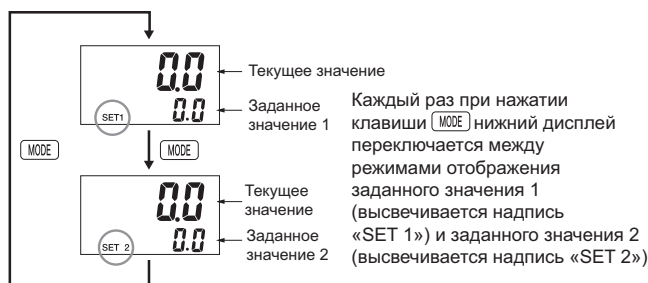 0.0
Текущее значение
SET1
0.0
Заданное
значение 1
MODE
MODE
0.0
Текущее
значение
SET 2
0.0
Заданное
значение 2
Каждый раз при нажатии
клавиши MODE нижний дисплей
переключается между
режимами отображения
заданного значения 1
(высвечивается надпись
«SET 1») и заданного значения 2
(высвечивается надпись «SET 2»)